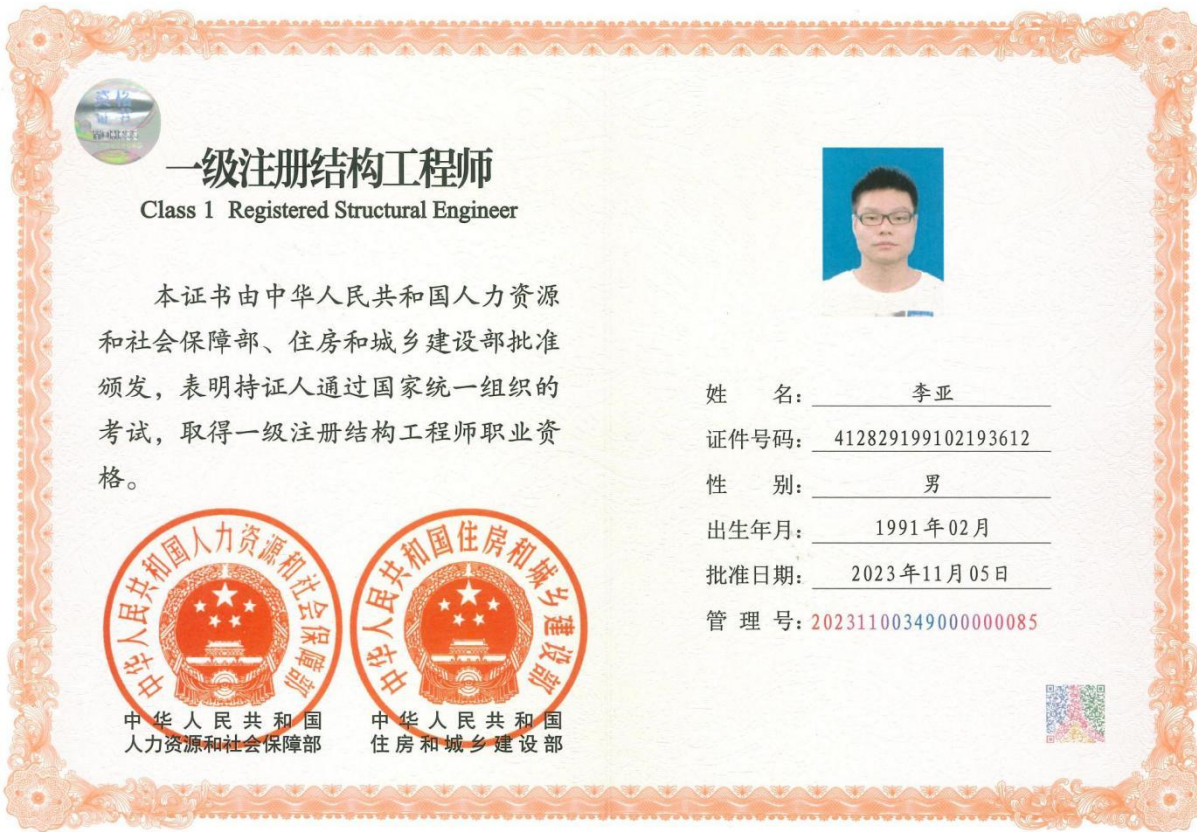 资格
证书
一级注册结构工程师
Class 1 Registered Structural Engineer
本证书由中华人民共和国人力资源
和社会保障部、住房和城乡建设部批准
颁发，表明持证人通过国家统一组织的
考试，取得一级注册结构工程师职业资
格。
中华人民共和国人力资源和社会保障部
中华人民共和国
人力资源和社会保障部
中华人民共和国住房和城乡建设部
中华人民共和国
住房和城乡建设部
姓 名： 李亚
证件号码： 412829199102193612
性 别： 男
出生年月： 1991年02月
批准日期： 2023年11月05日
管 理 号：20231100349000000085